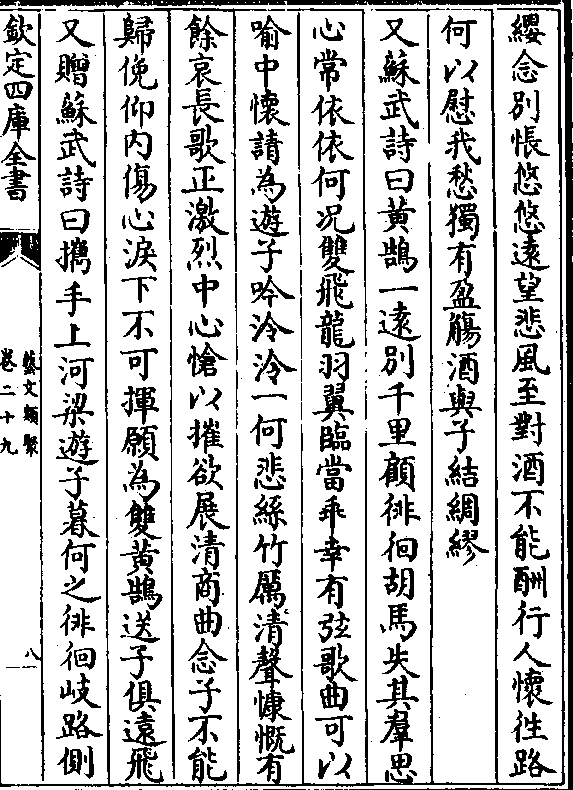 纓念別悵悠悠遠望悲風至對酒不能酬行人懷徃路
何以慰我愁獨有盈觴酒與子結綢繆
又蘇武詩曰黃鵠一逺別千里顧徘徊胡馬失其羣思
心常依依何况雙飛龍羽翼臨當乖幸有弦歌曲可以
喻中懷請為遊子吟泠泠一何悲絲竹厲清聲慷慨有
餘哀長歌正激烈中心愴以摧欲展清商曲念子不能
歸俛仰内傷心淚下不可揮願為雙黃鵠送子俱遠飛
又贈蘇武詩曰攜手上河梁遊子暮何之徘徊岐路側
欽定四庫全書
藝文類聚
卷二十九
八